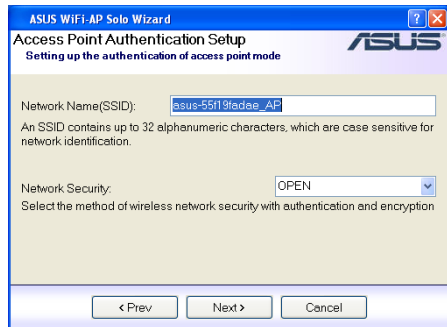 ASUS WiFi-AP Solo Wizard
Access Point Authentication Setup
Setting up the authentication of access point mode
ASUS
Network Name(SSID):
asus-55f19fadae_AP
An SSID contains up to 32 alphanumeric characters, which are case sensitive for
network identification.
Network Security:
OPEN
Select the method of wireless network security with authentication and encryption
< Prev
Next >
Cancel